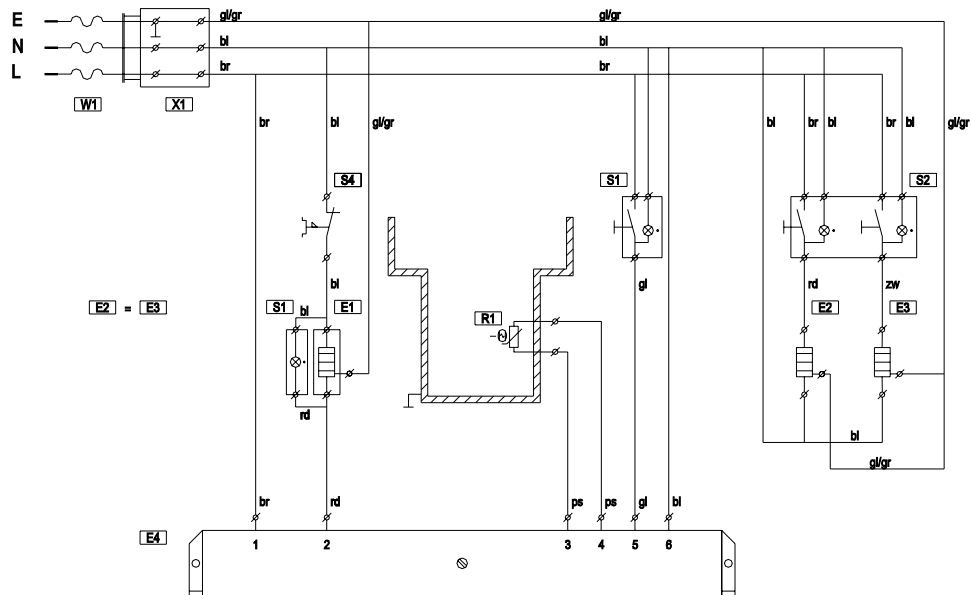 E gl/gr gl/gr
N bl bl
L br br
W1 X1
br bl gl/gr bl br bl br bl gl/gr
S4 S1 S2
bl gl rd zw
E2 = E3 S1 bl E1 R1 E2 E3
rd bl
gl/gr
br rd ps ps gl bl
E4 1 2 3 4 5 6